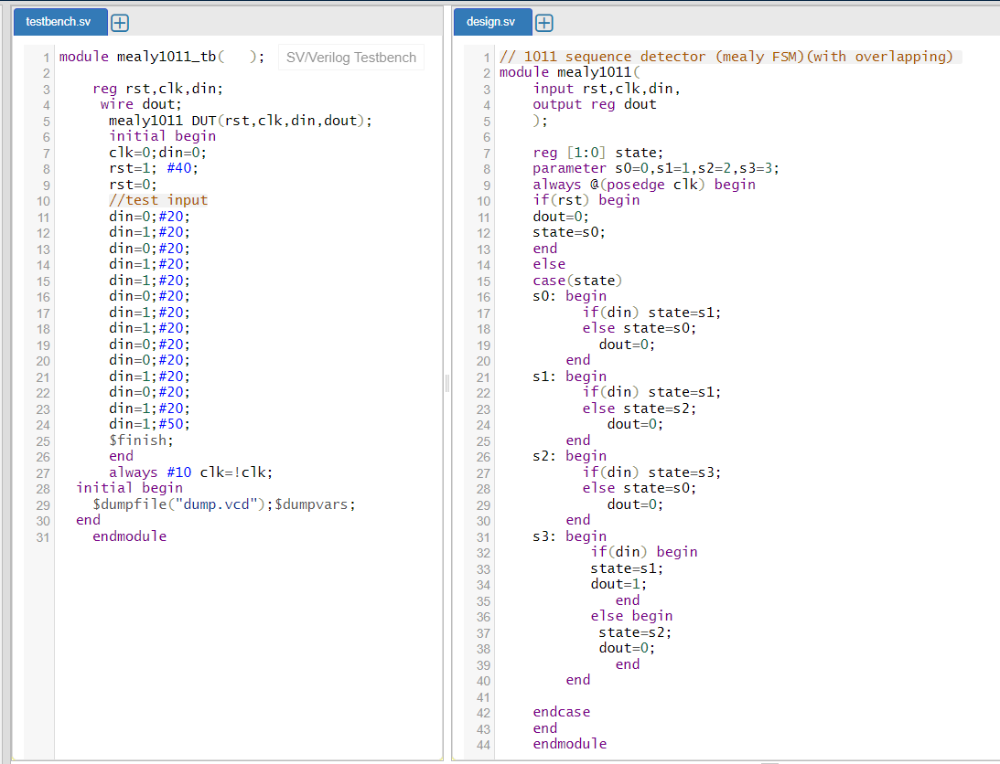 testbench.sv
module mealy1011_tb(   ); SV/Verilog Testbench
1
2
3
4
5
6
7
8
9
10
11
12
13
14
15
16
17
18
19
20
21
22
23
24
25
26
27
28
29
30
31
reg rst,clk,din;
wire dout;
mealy1011 DUT(rst,clk,din,dout);
initial begin
clk=0;din=0;
rst=1; #40;
rst=0;
//test input
din=0;#20;
din=1;#20;
din=0;#20;
din=1;#20;
din=1;#20;
din=0;#20;
din=1;#20;
din=1;#20;
din=0;#20;
din=0;#20;
din=1;#20;
din=0;#20;
din=1;#20;
din=1;#50;
$finish;
end
always #10 clk=!clk;
initial begin
$dumpfile("dump.vcd");$dumpvars;
end
endmodule
design.sv
1
2
3
4
5
6
7
8
9
10
11
12
13
14
15
16
17
18
19
20
21
22
23
24
25
26
27
28
29
30
31
32
33
34
35
36
37
38
39
40
41
42
43
44
// 1011 sequence detector (mealy FSM)(with overlapping)
module mealy1011(
input rst,clk,din,
output reg dout
);
reg [1:0] state;
parameter s0=0,s1=1,s2=2,s3=3;
always @(posedge clk) begin
if(rst) begin
dout=0;
state=s0;
end
else
case(state)
s0: begin
if(din) state=s1;
else state=s0;
dout=0;
end
s1: begin
if(din) state=s1;
else state=s2;
dout=0;
end
s2: begin
if(din) state=s3;
else state=s0;
dout=0;
end
s3: begin
if(din) begin
state=s1;
dout=1;
end
else begin
state=s2;
dout=0;
end
end
endcase
end
endmodule